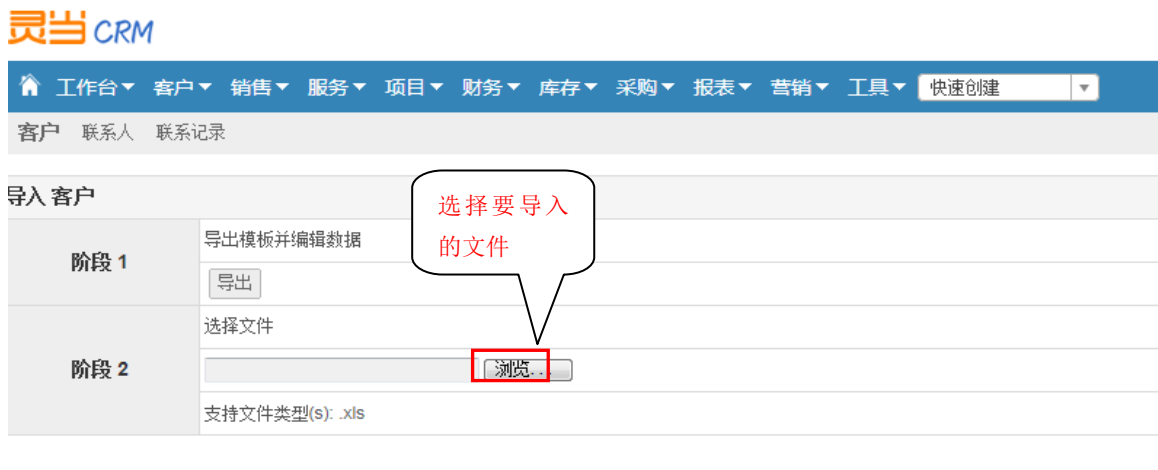 灵当 CRM
工作台 客户 销售 服务 项目 财务 库存 采购 报表 营销 工具 快速创建
客户 联系人 联系记录
导入 客户
选择要导入
的文件
阶段 1
导出模板并编辑数据
导出
选择文件
阶段 2
浏览...
支持文件类型(s): .xls